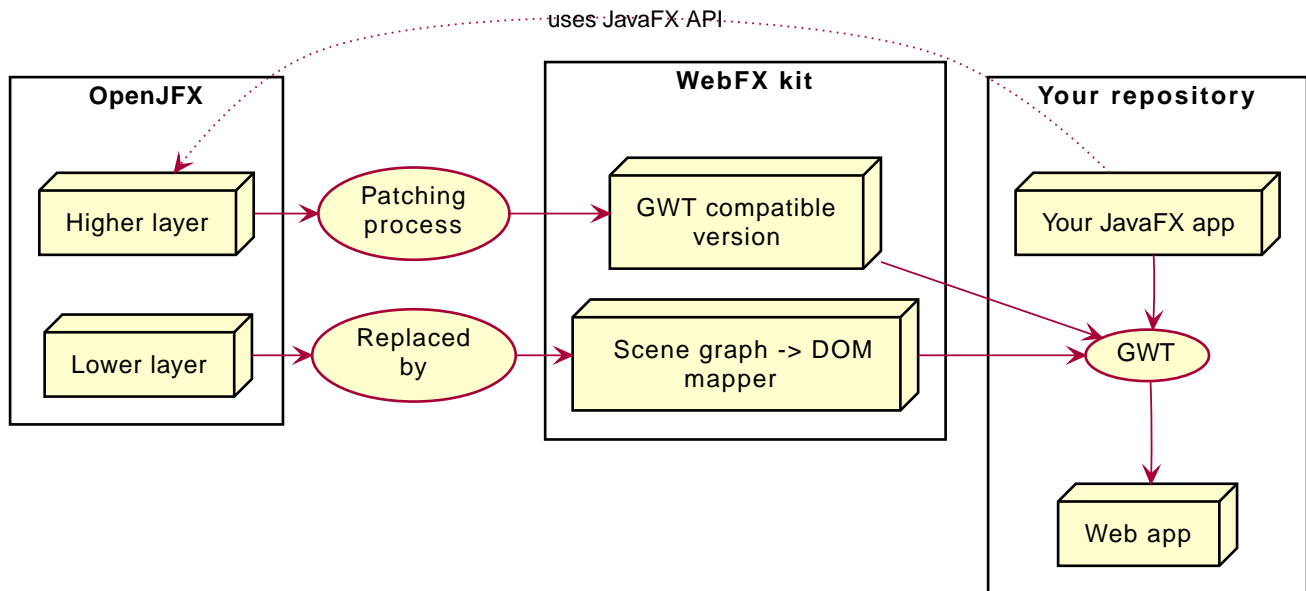 uses JavaFX API
OpenJFX
WebFX kit
Your repository
Higher layer
Patching
process
GWT compatible
version
Your JavaFX app
Lower layer
Replaced
by
Scene graph -> DOM
mapper
GWT
Web app